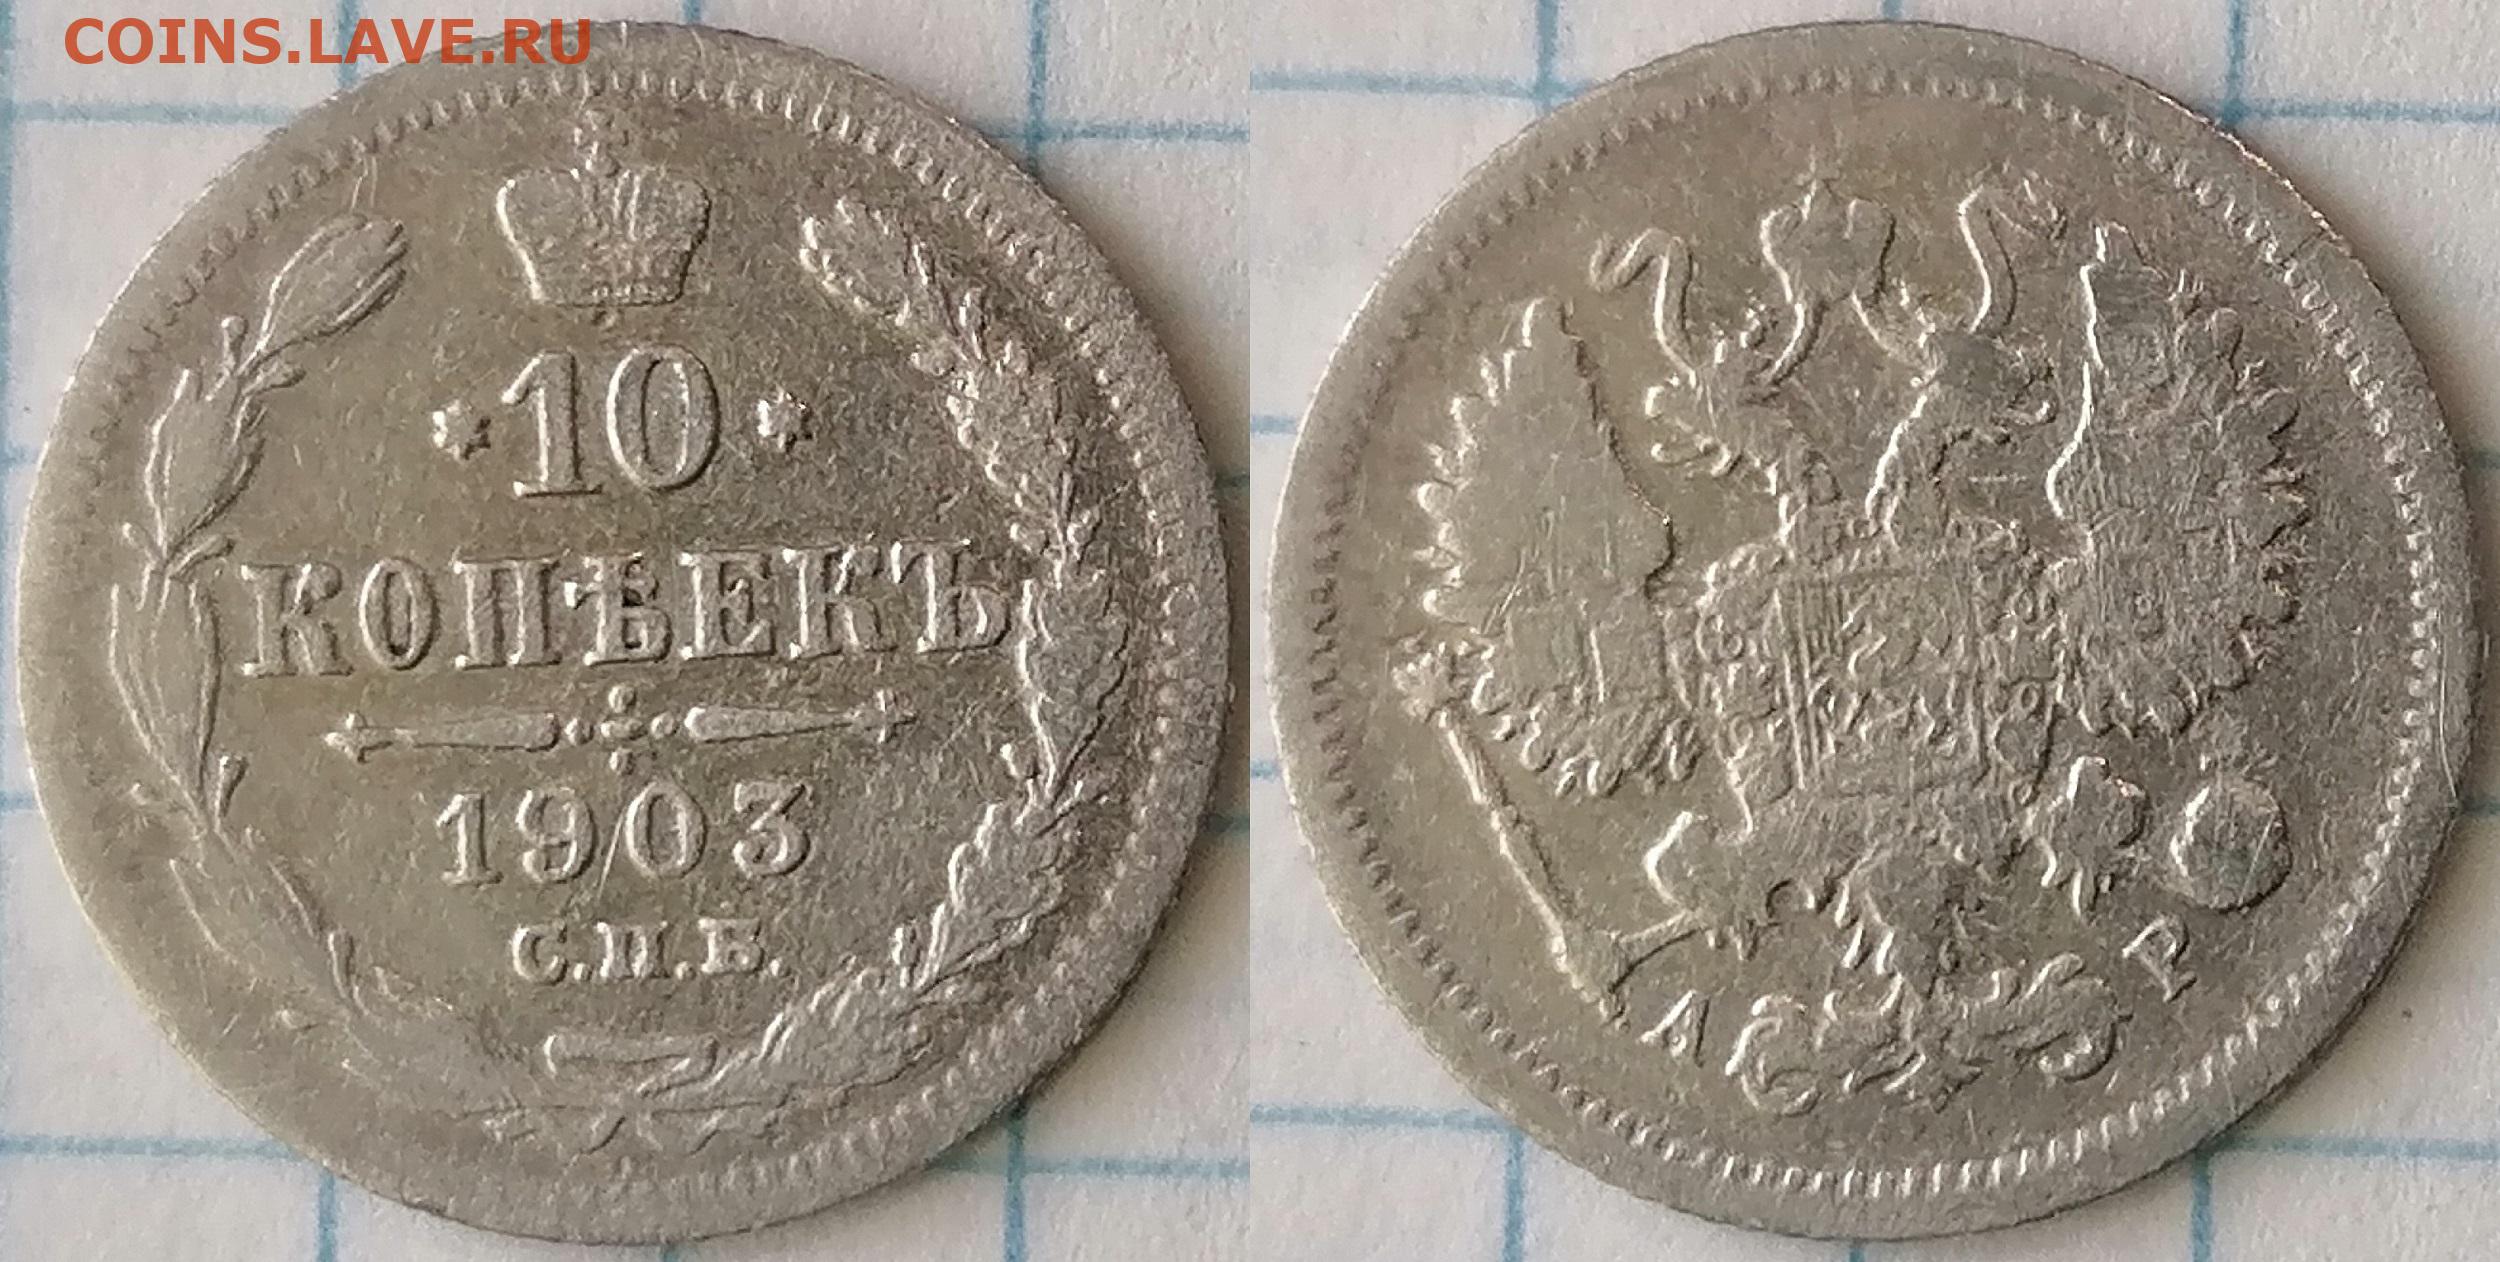 COINS.LAVE.RU
10
КОПѢЕКЪ
1903
С.П.Б.
А Р